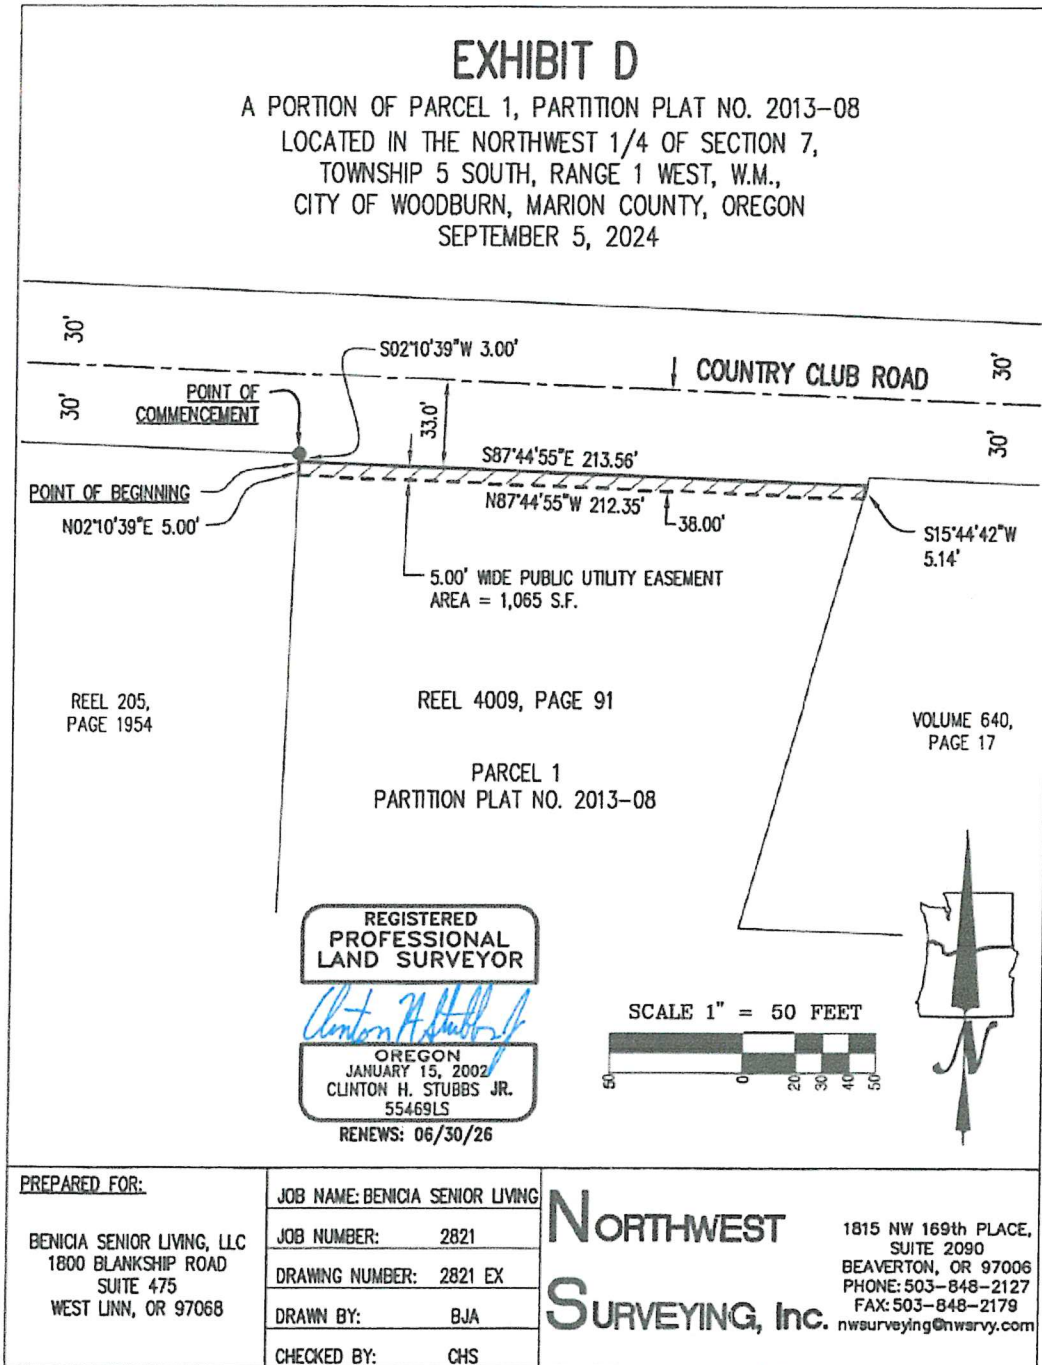 EXHIBIT D
A PORTION OF PARCEL 1, PARTITION PLAT NO. 2013-08
LOCATED IN THE NORTHWEST 1/4 OF SECTION 7,
TOWNSHIP 5 SOUTH, RANGE 1 WEST, W.M.,
CITY OF WOODBURN, MARION COUNTY, OREGON
SEPTEMBER 5, 2024
30'
30'
S02°10'39"W 3.00'
COUNTRY CLUB ROAD
30'
30'
POINT OF
COMMENCEMENT
33.0'
S87°44'55"E 213.56'
POINT OF BEGINNING
N02°10'39"E 5.00'
N87°44'55"W 212.35'
38.00'
S15°44'42"W
5.14'
5.00' WIDE PUBLIC UTILITY EASEMENT
AREA = 1,065 S.F.
REEL 205,
PAGE 1954
REEL 4009, PAGE 91
VOLUME 640,
PAGE 17
PARCEL 1
PARTITION PLAT NO. 2013-08
REGISTERED
PROFESSIONAL
LAND SURVEYOR
Clinton H Stubbs Jr
OREGON
JANUARY 15, 2002
CLINTON H. STUBBS JR.
55469LS
RENEWS: 06/30/26
SCALE 1" = 50 FEET
50 0 20 30 40 50
N
PREPARED FOR:
BENICIA SENIOR LIVING, LLC
1800 BLANKSHIP ROAD
SUITE 475
WEST LINN, OR 97068
JOB NAME: BENICIA SENIOR LIVING
JOB NUMBER: 2821
DRAWING NUMBER: 2821 EX
DRAWN BY: BJA
CHECKED BY: CHS
NORTHWEST
SURVEYING, Inc.
1815 NW 169th PLACE,
SUITE 2090
BEAVERTON, OR 97006
PHONE: 503-848-2127
FAX: 503-848-2179
nwsurveying@nwsrvy.com